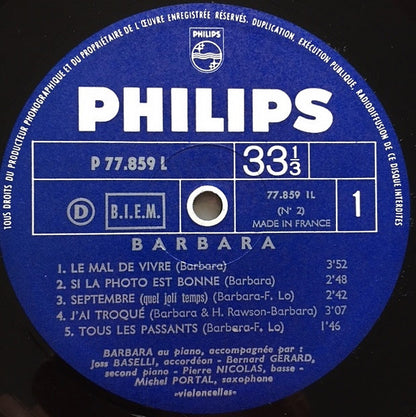 TOUS DROITS DU PRODUCTEUR PHONOGRAPHIQUE ET DU PROPRIÉTAIRE DE L'ŒUVRE ENREGISTRÉE RÉSERVÉS. DUPLICATION, EXÉCUTION PUBLIQUE, RADIODIFFUSION DE CE DISQUE INTERDITES
PHILIPS
PHILIPS
P 77.859 L
33 1/3
D
B.I.E.M.
77.859 1L
(N° 2)
MADE IN FRANCE
1
BARBARA
1. LE MAL DE VIVRE (Barbara) 3'52
2. SI LA PHOTO EST BONNE (Barbara) 2'48
3. SEPTEMBRE (quel joli temps) (Barbara-F. Lo) 2'42
4. J'AI TROQUÉ (Barbara & H. Rawson-Barbara) 3'07
5. TOUS LES PASSANTS (Barbara-F. Lo) 1'46
BARBARA au piano, accompagnée par :
Joss BASELLI, accordéon - Bernard GÉRARD,
second piano - Pierre NICOLAS, basse -
Michel PORTAL, saxophone
«violoncelles»